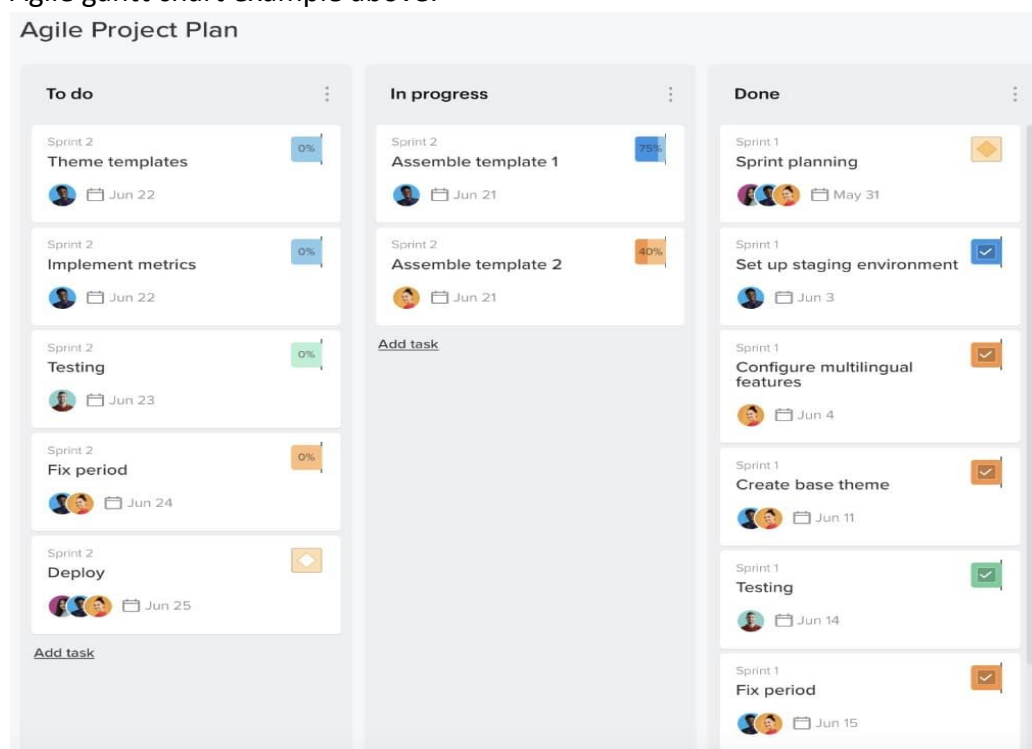 Agile Project Plan
To do
Sprint 2
0%
Theme templates
Jun 22
Sprint 2
0%
Implement metrics
Jun 22
Sprint 2
0%
Testing
Jun 23
Sprint 2
0%
Fix period
Jun 24
Sprint 2
Deploy
Jun 25
Add task
In progress
Sprint 2
75%
Assemble template 1
Jun 21
Sprint 2
40%
Assemble template 2
Jun 21
Add task
Done
Sprint 1
Sprint planning
May 31
Sprint 1
Set up staging environment
Jun 3
Sprint 1
Configure multilingual
features
Jun 4
Sprint 1
Create base theme
Jun 11
Sprint 1
Testing
Jun 14
Sprint 1
Fix period
Jun 15